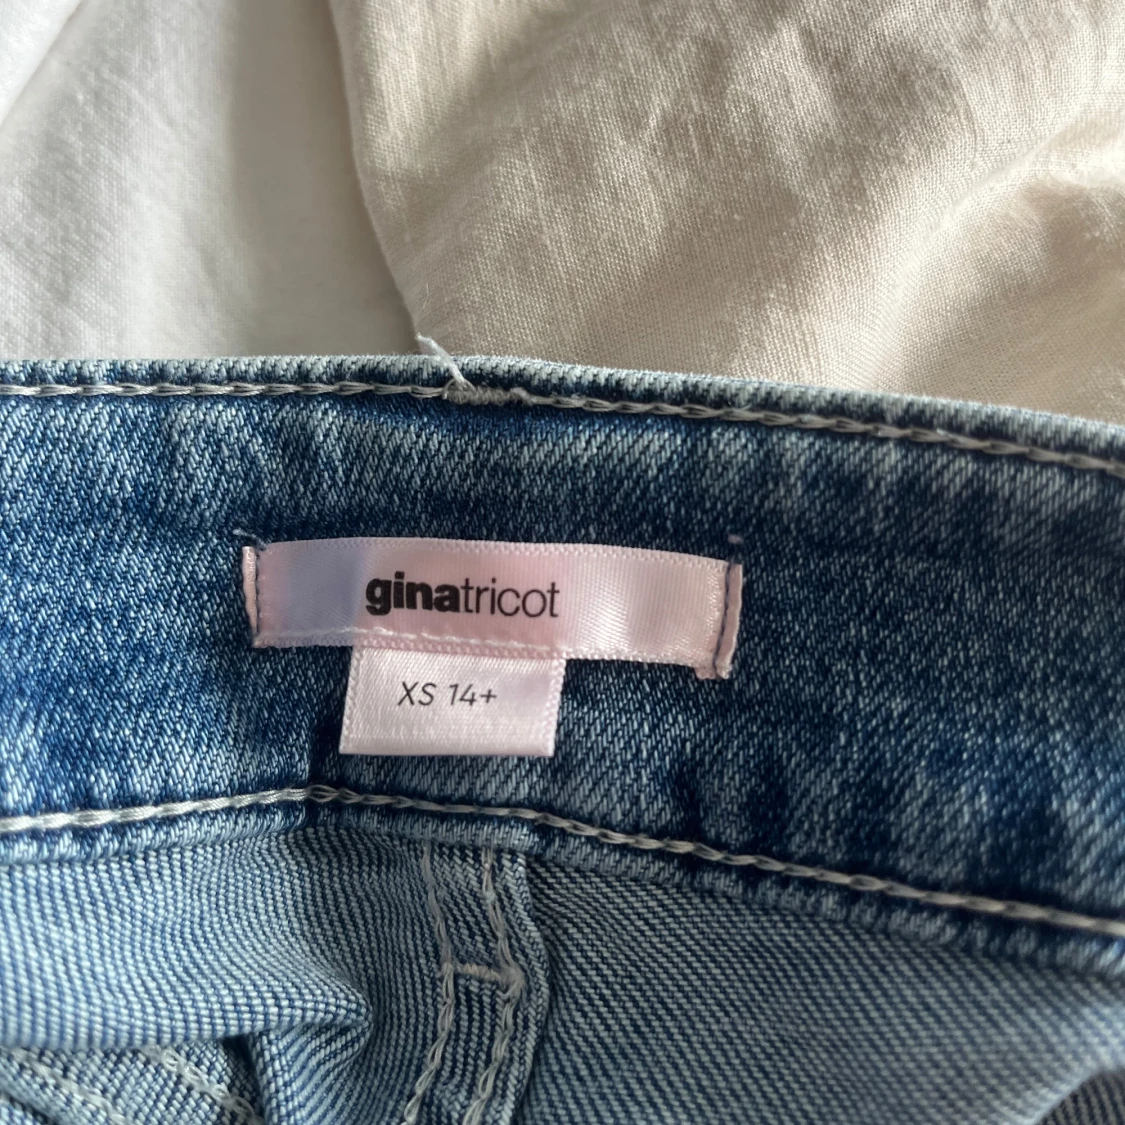 ginatricot
XS 14+